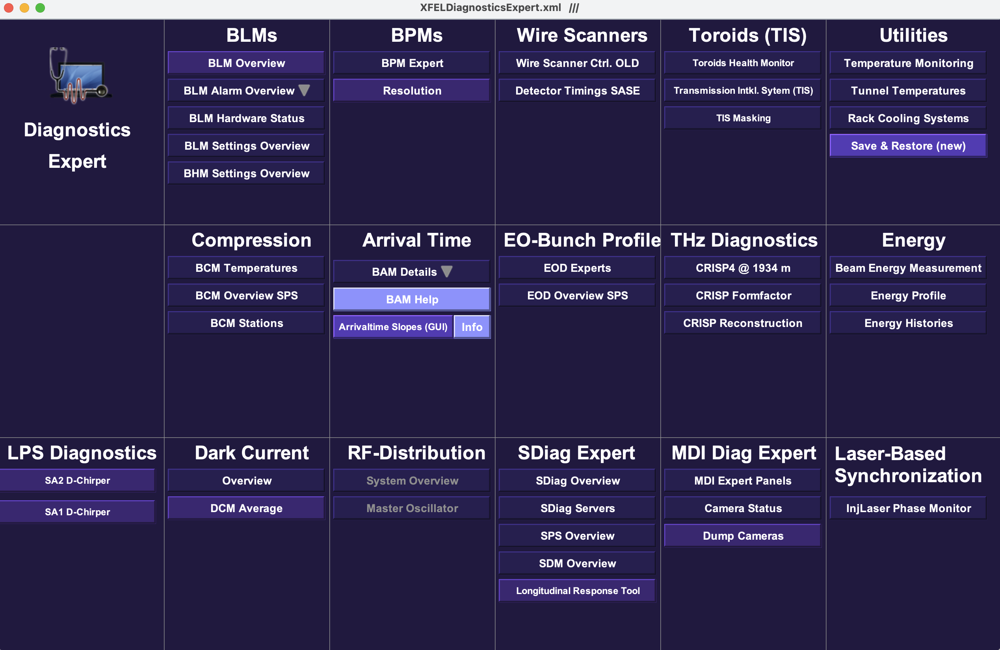 XFELDiagnosticsExpert.xml ///
Diagnostics
Expert
BLMs
BLM Overview
BLM Alarm Overview
BLM Hardware Status
BLM Settings Overview
BHM Settings Overview
BPMs
BPM Expert
Resolution
Wire Scanners
Wire Scanner Ctrl. OLD
Detector Timings SASE
Toroids (TIS)
Toroids Health Monitor
Transmission Intkl. Sytem (TIS)
TIS Masking
Utilities
Temperature Monitoring
Tunnel Temperatures
Rack Cooling Systems
Save & Restore (new)
Compression
BCM Temperatures
BCM Overview SPS
BCM Stations
Arrival Time
BAM Details
BAM Help
Arrivaltime Slopes (GUI) Info
EO-Bunch Profile
EOD Experts
EOD Overview SPS
THz Diagnostics
CRISP4 @ 1934 m
CRISP Formfactor
CRISP Reconstruction
Energy
Beam Energy Measurement
Energy Profile
Energy Histories
LPS Diagnostics
SA2 D-Chirper
SA1 D-Chirper
Dark Current
Overview
DCM Average
RF-Distribution
System Overview
Master Oscillator
SDiag Expert
SDiag Overview
SDiag Servers
SPS Overview
SDM Overview
Longitudinal Response Tool
MDI Diag Expert
MDI Expert Panels
Camera Status
Dump Cameras
Laser-Based
Synchronization
InjLaser Phase Monitor